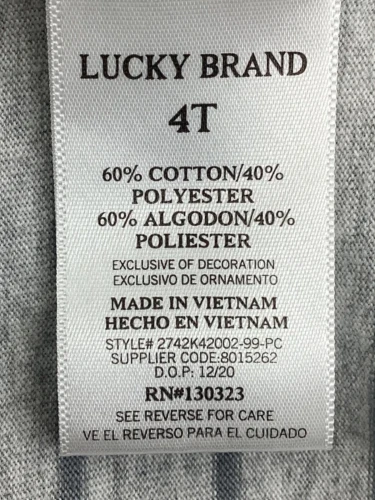 LUCKY BRAND
4T
60% COTTON/40%
POLYESTER
60% ALGODON/40%
POLIESTER
EXCLUSIVE OF DECORATION
EXCLUSIVO DE ORNAMENTO
MADE IN VIETNAM
HECHO EN VIETNAM
STYLE# 2742K42002-99-PC
SUPPLIER CODE:8015262
D.O.P: 12/20
RN#130323
SEE REVERSE FOR CARE
VE EL REVERSO PARA EL CUIDADO